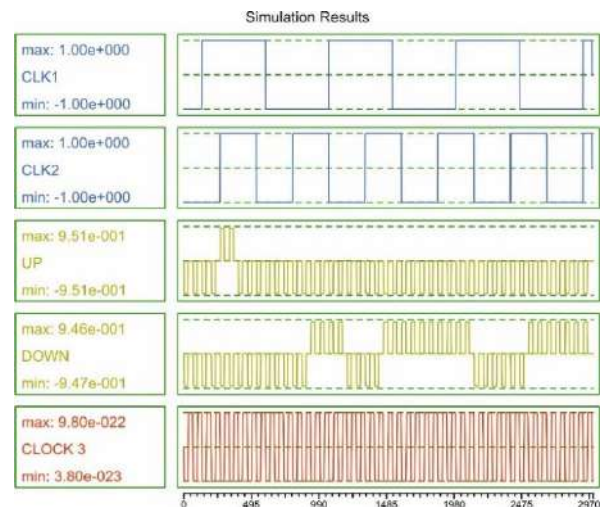 Simulation Results
max: 1.00e+000
CLK1
min: -1.00e+000
max: 1.00e+000
CLK2
min: -1.00e+000
max: 9.51e-001
UP
min: -9.51e-001
max: 9.46e-001
DOWN
min: -9.47e-001
max: 9.80e-022
CLOCK 3
min: 3.80e-023
0 495 990 1485 1980 2475 2970